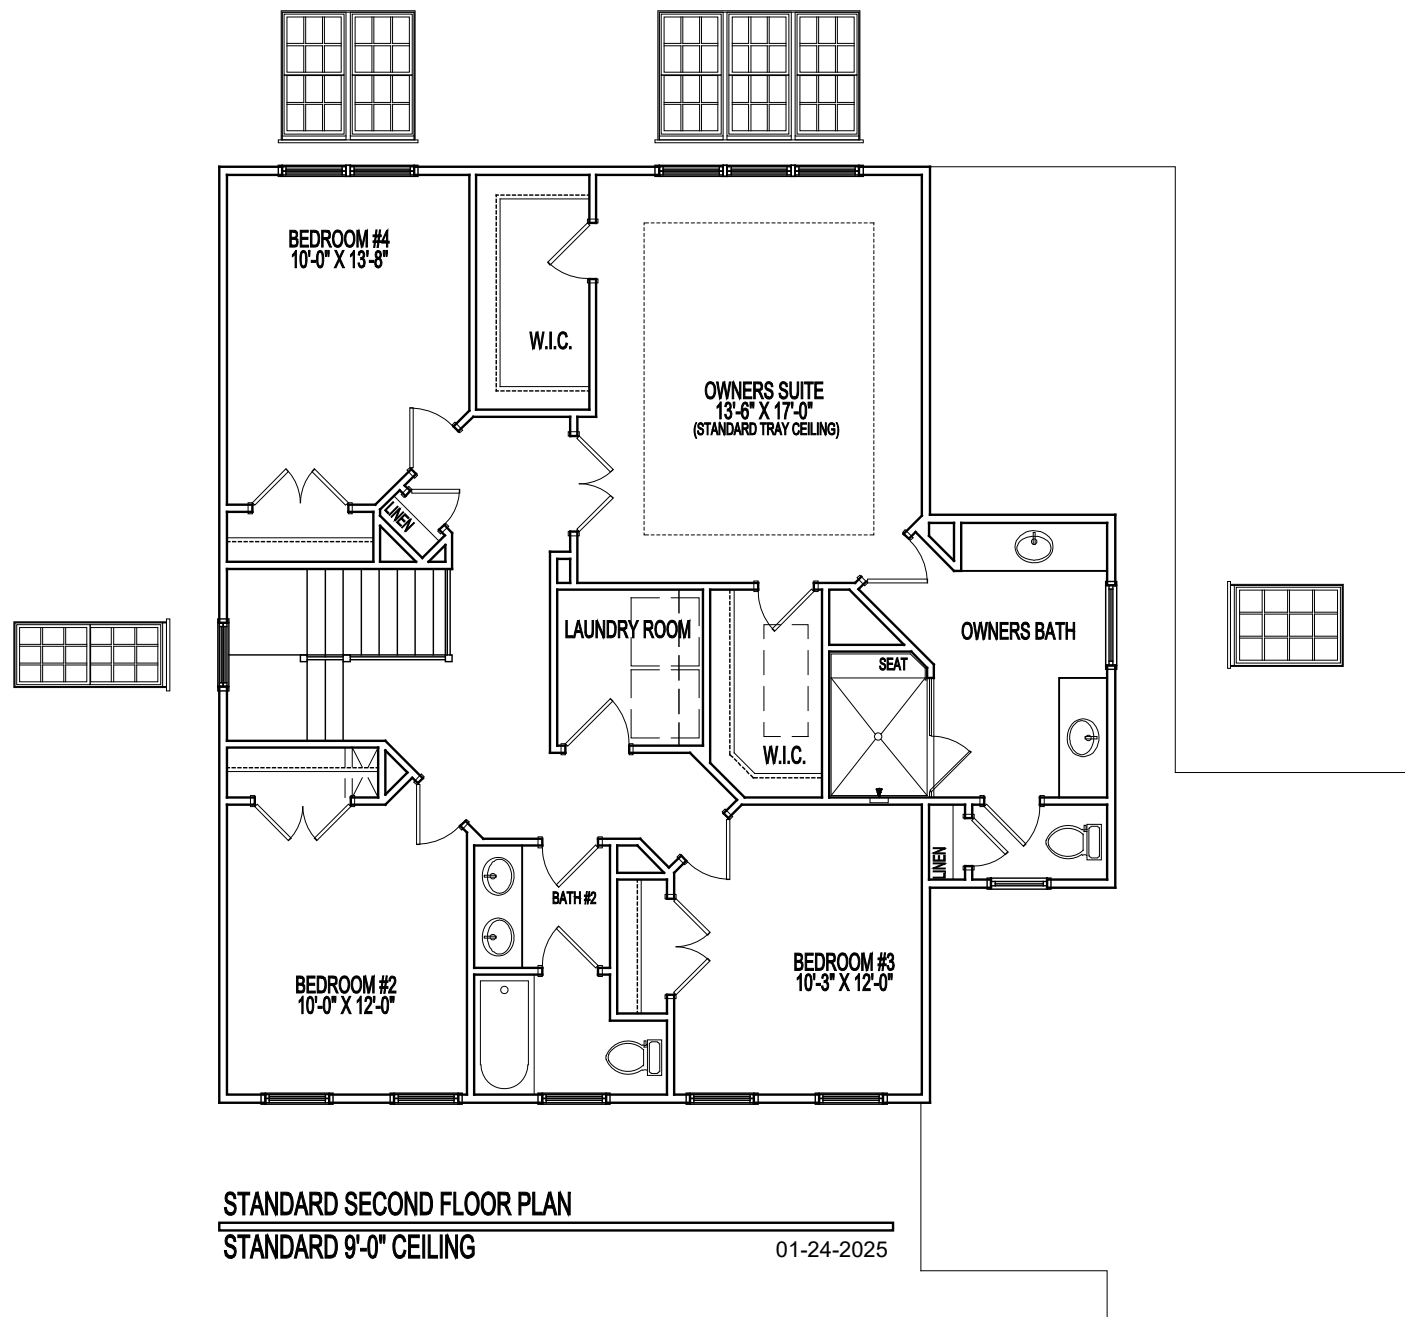 BEDROOM #4
10'-0" X 13'-8"
W.I.C.
OWNERS SUITE
13'-6" X 17'-0"
(STANDARD TRAY CEILING)
LINEN
LAUNDRY ROOM
OWNERS BATH
SEAT
W.I.C.
LINEN
BATH #2
BEDROOM #3
10'-3" X 12'-0"
BEDROOM #2
10'-0" X 12'-0"
STANDARD SECOND FLOOR PLAN
STANDARD 9'-0" CEILING
01-24-2025